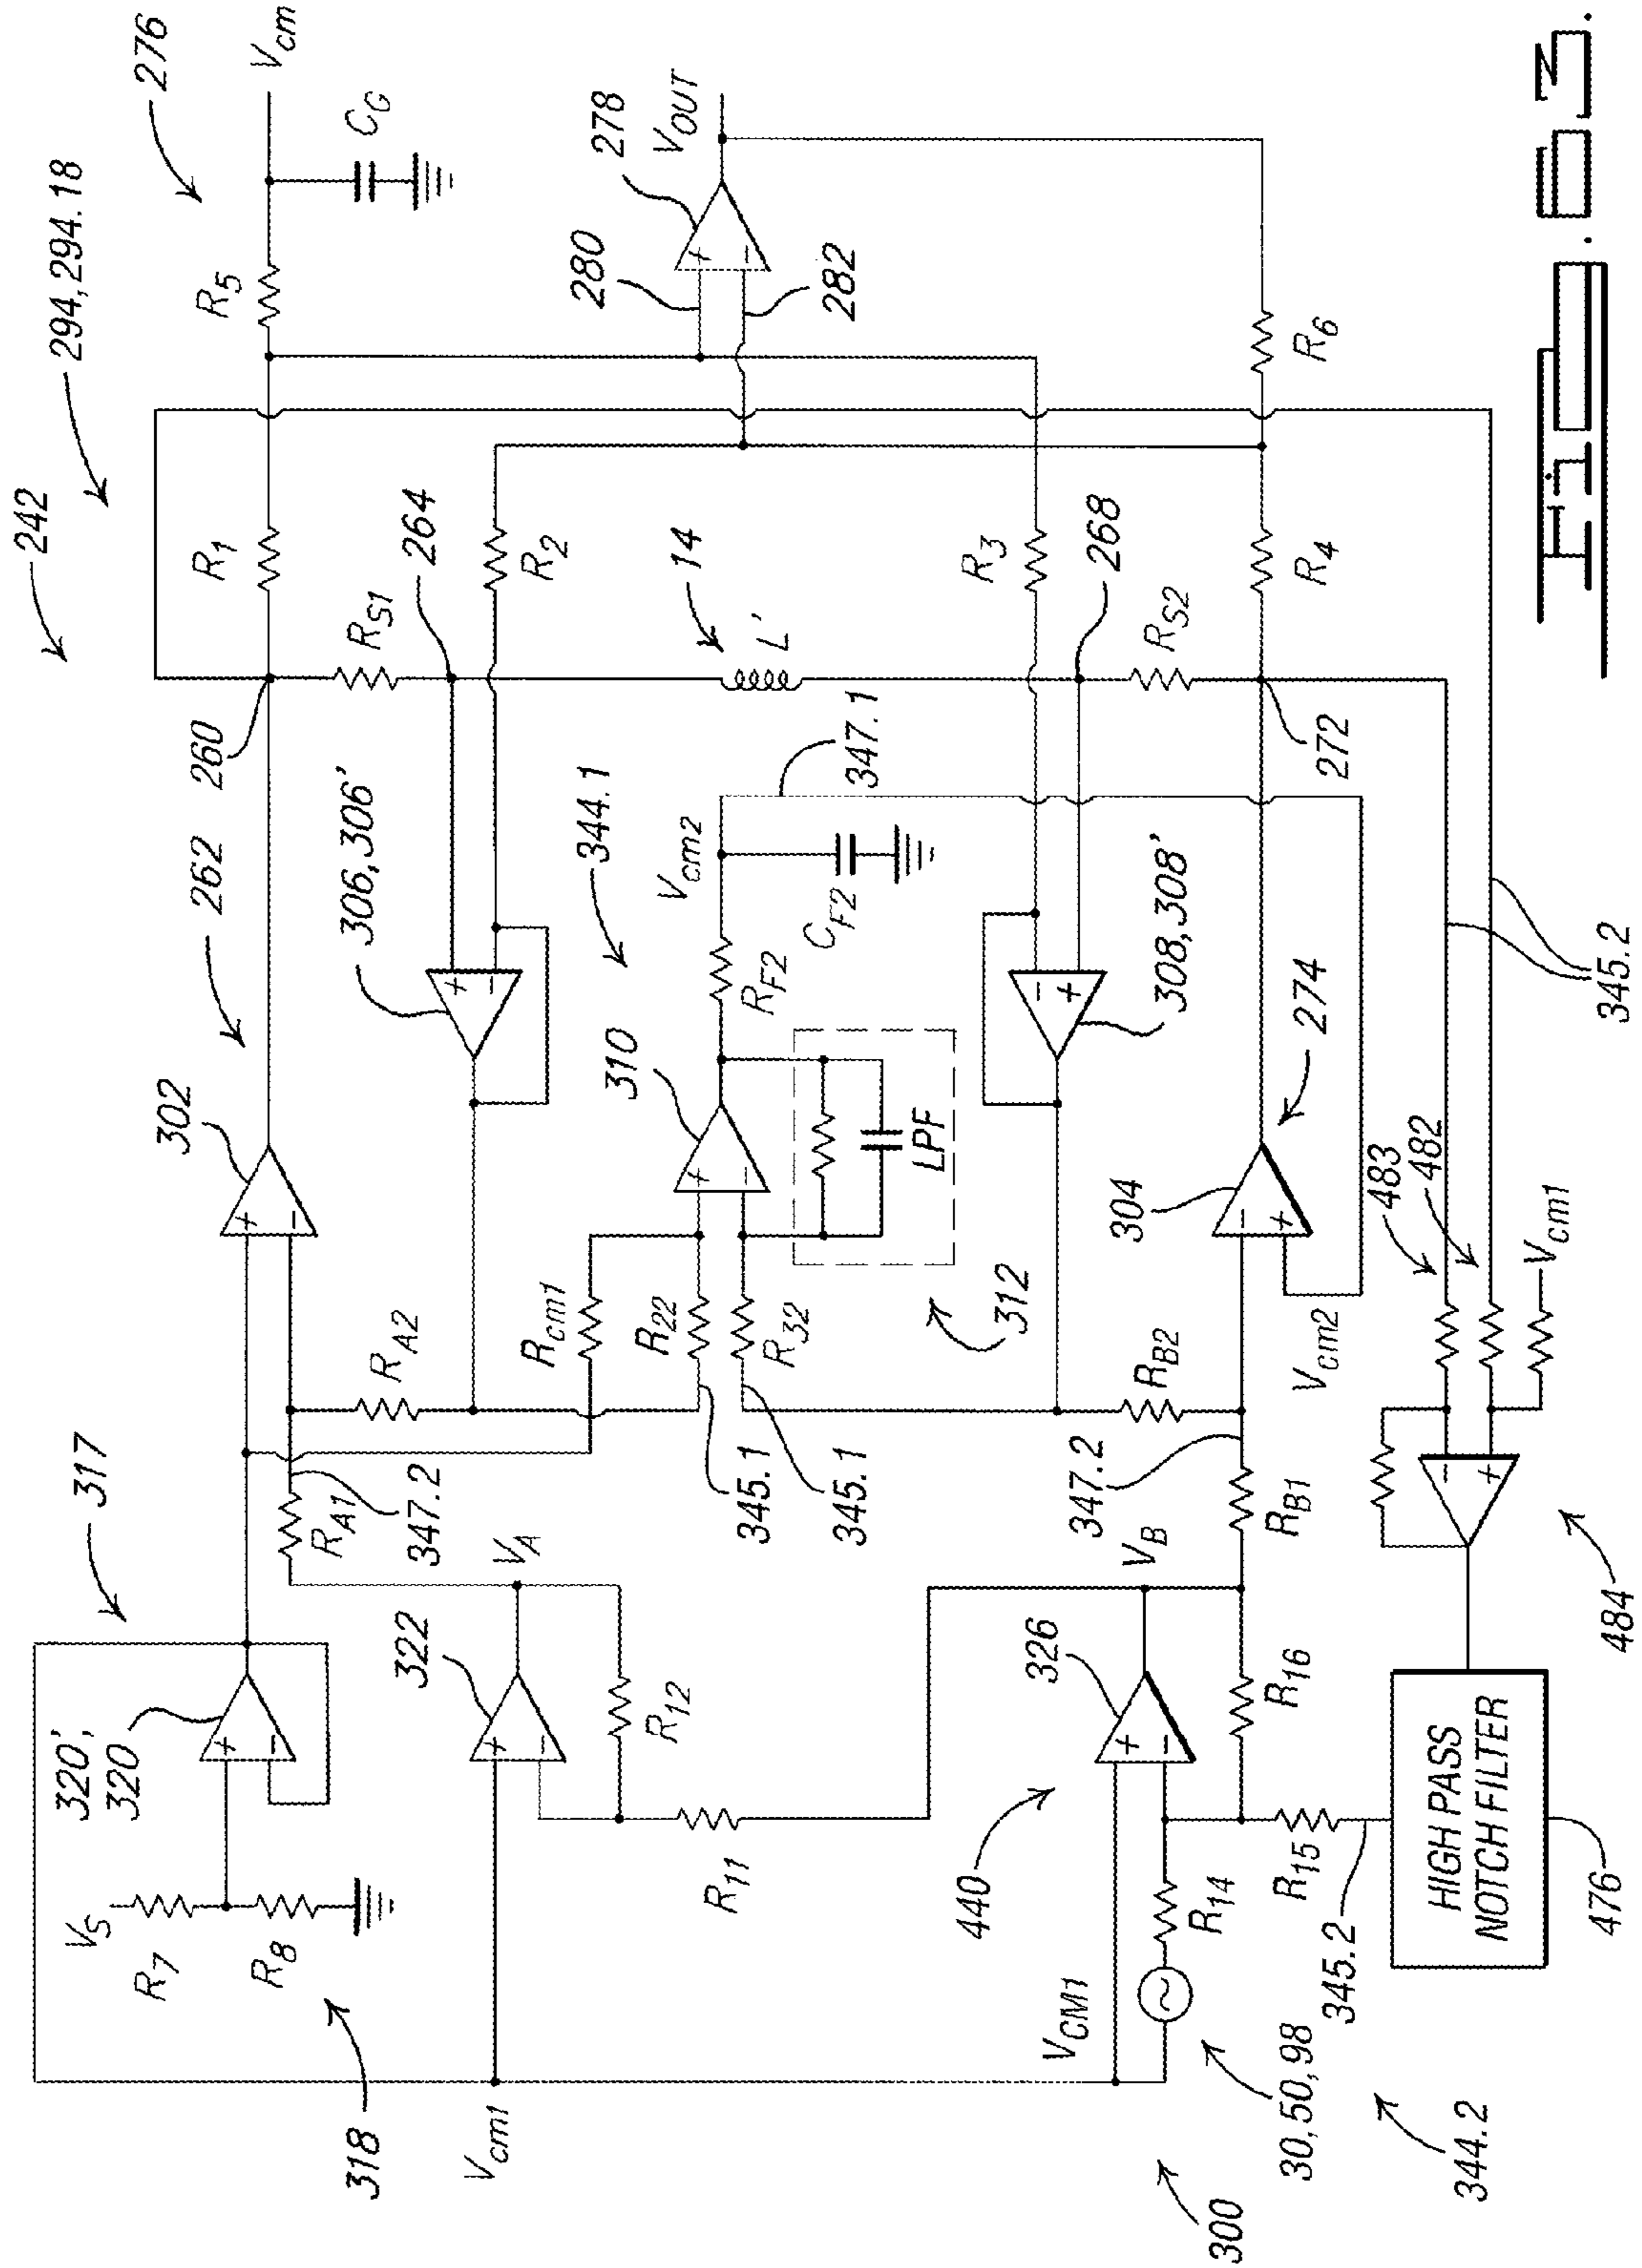 242
294, 294.18
276
Vcm
CG
R5
R1
260
262
302
317
320',
320
VS
R7
R8
318
RS1
264
R2
306, 306'
RA2
RA1
347.2
VA
322
R12
R11
Vcm1
280
278
VOUT
282
14
L'
344.1
Vcm2
347.1
CF2
RF2
310
Rcm1
R22
R32
345.1
345.1
LPF
312
R3
268
RS2
R4
R6
272
308, 308'
274
304
RB2
Vcm2
347.2
RB1
VB
326
R16
440
R14
R15
VCM1
30, 50, 98
300
345.2
344.2
HIGH PASS
NOTCH FILTER
476
484
483
482
Vcm1
345.2
Fig.